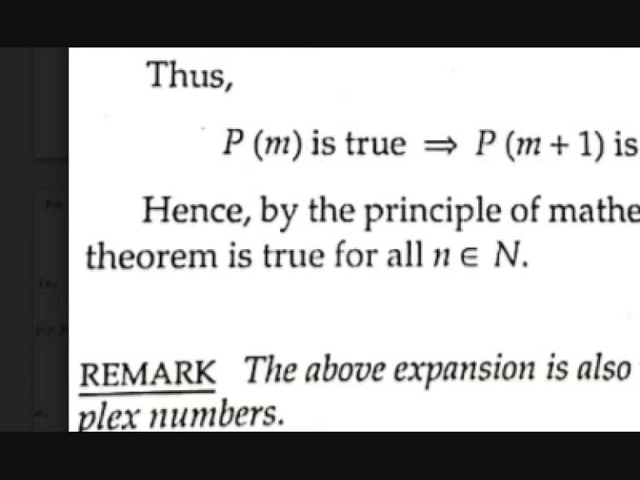 Thus,
P (m) is true ⇒ P (m + 1) is
Hence, by the principle of mathe
theorem is true for all n ∈ N.
REMARK The above expansion is also
plex numbers.